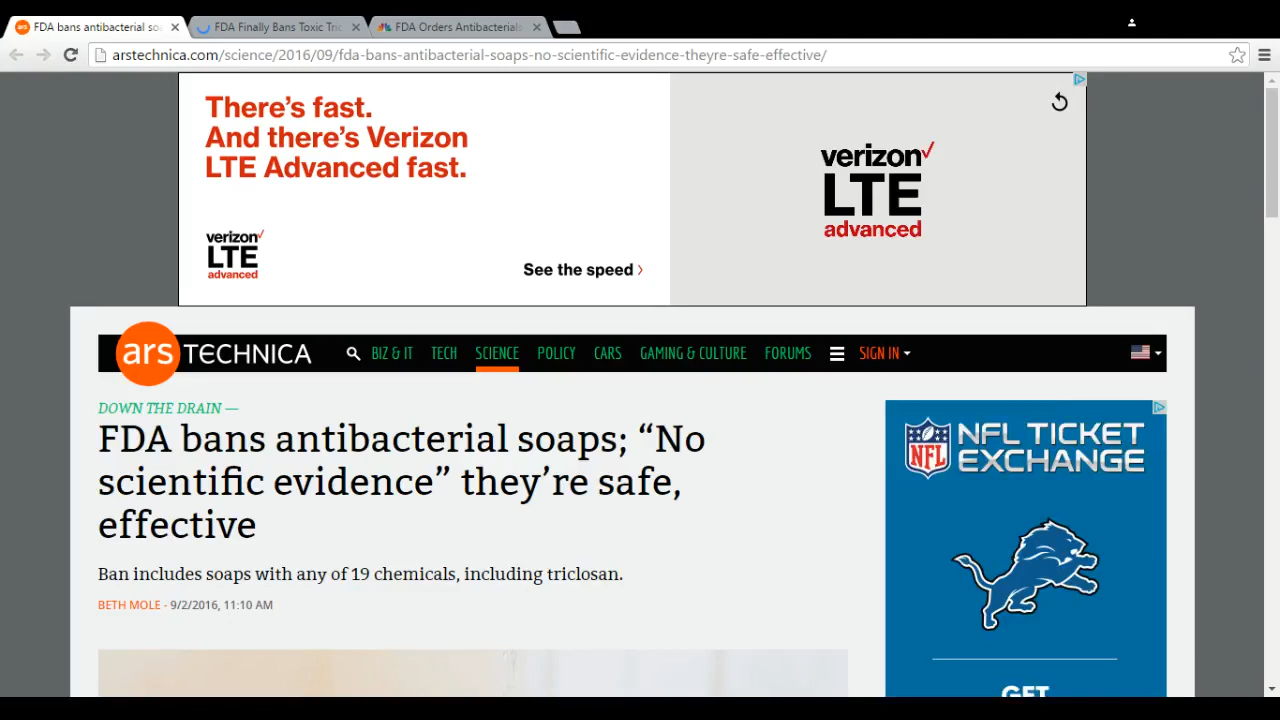 FDA bans antibacterial so
FDA Finally Bans Toxic Tric
FDA Orders Antibacterials
arstechnica.com/science/2016/09/fda-bans-antibacterial-soaps-no-scientific-evidence-theyre-safe-effective/
There's fast.
And there's Verizon
LTE Advanced fast.
verizon
LTE
advanced
See the speed >
verizon
LTE
advanced
ars TECHNICA
BIZ & IT TECH SCIENCE POLICY CARS GAMING & CULTURE FORUMS SIGN IN
DOWN THE DRAIN —
FDA bans antibacterial soaps; “No
scientific evidence” they’re safe,
effective
Ban includes soaps with any of 19 chemicals, including triclosan.
BETH MOLE - 9/2/2016, 11:10 AM
NFL
NFL TICKET
EXCHANGE
GET